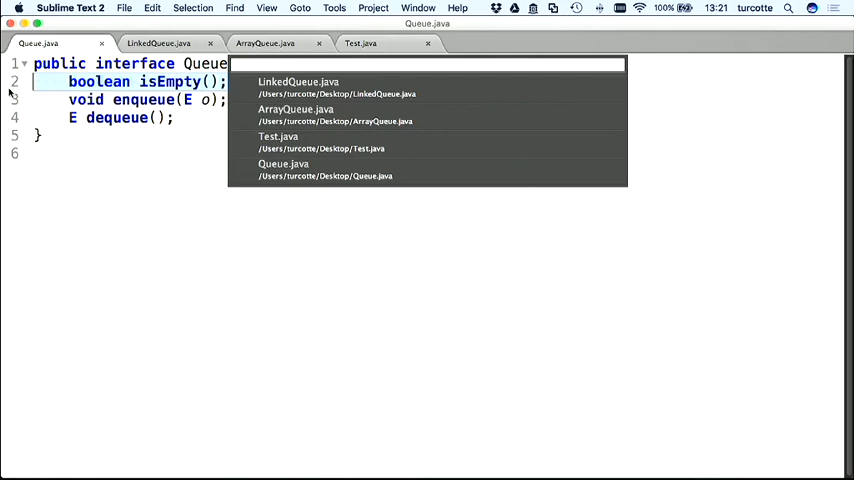 Sublime Text 2 File Edit Selection Find View Goto Tools Project Window Help 100% 13:21 turcotte
Queue.java
Queue.java LinkedQueue.java ArrayQueue.java Test.java
1 public interface Queue
2 boolean isEmpty();
3 void enqueue(E o);
4 E dequeue();
5 }
6
LinkedQueue.java
/Users/turcotte/Desktop/LinkedQueue.java
ArrayQueue.java
/Users/turcotte/Desktop/ArrayQueue.java
Test.java
/Users/turcotte/Desktop/Test.java
Queue.java
/Users/turcotte/Desktop/Queue.java